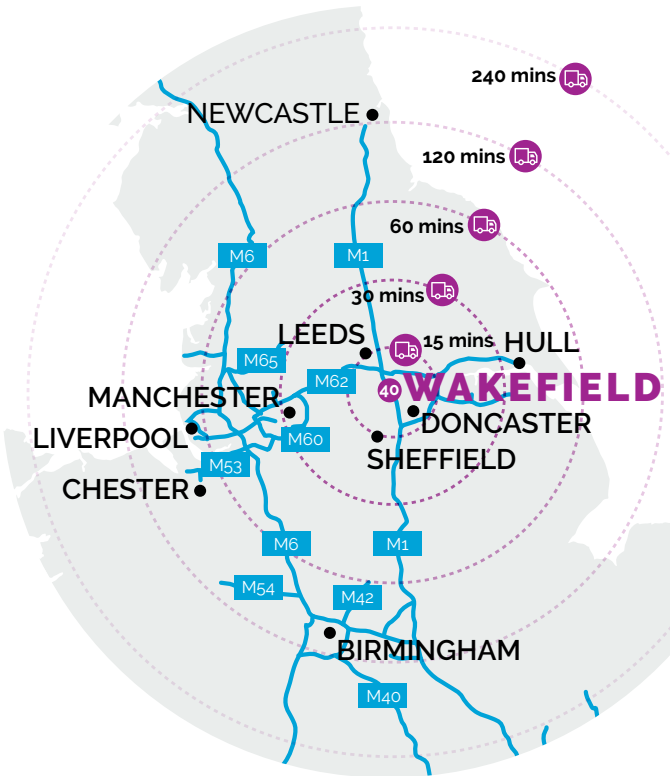 240 mins
NEWCASTLE
120 mins
60 mins
M6
M1
30 mins
LEEDS
15 mins
HULL
M65
M62
40
WAKEFIELD
MANCHESTER
DONCASTER
LIVERPOOL
M60
SHEFFIELD
M53
CHESTER
M6
M1
M54
M42
BIRMINGHAM
M40